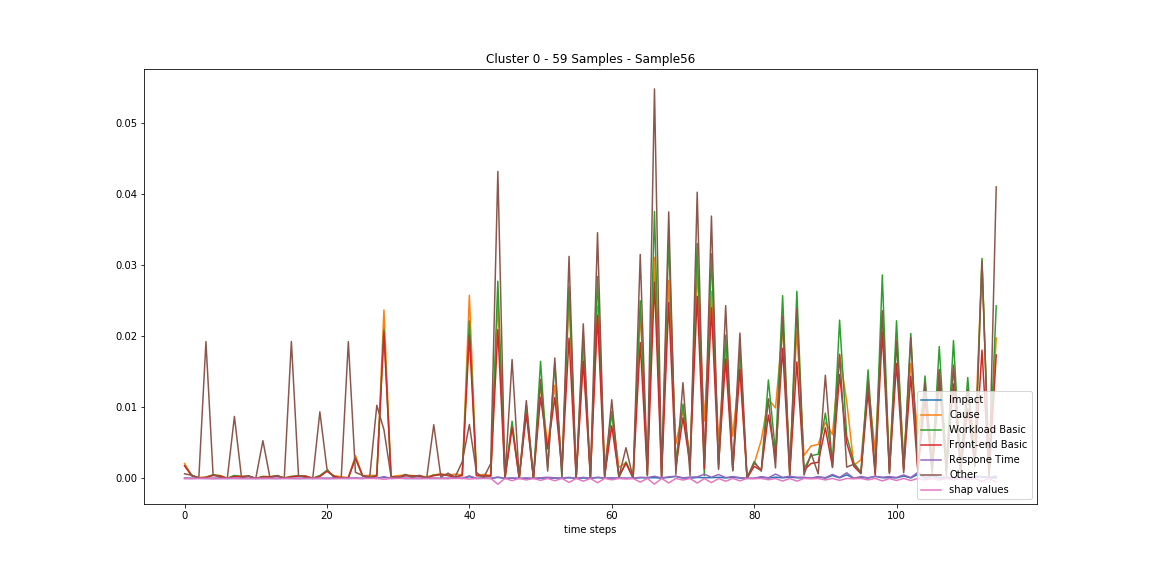 Cluster 0 - 59 Samples - Sample56
0.05
0.04
0.03
0.02
0.01
0.00
0
20
40
60
80
100
time steps
Impact
Cause
Workload Basic
Front-end Basic
Respone Time
Other
shap values